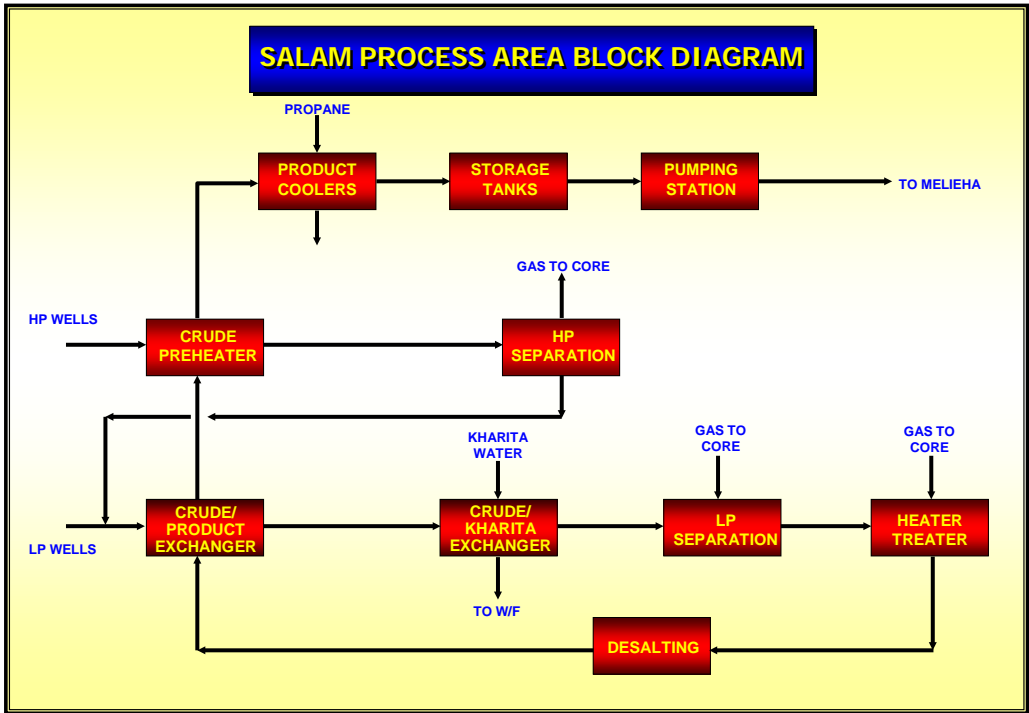 SALAM PROCESS AREA BLOCK DIAGRAM
PROPANE
PRODUCT
COOLERS
STORAGE
TANKS
PUMPING
STATION
TO MELIEHA
GAS TO CORE
HP WELLS
CRUDE
PREHEATER
HP
SEPARATION
KHARITA
WATER
GAS TO
CORE
GAS TO
CORE
LP WELLS
CRUDE/
PRODUCT
EXCHANGER
CRUDE/
KHARITA
EXCHANGER
LP
SEPARATION
HEATER
TREATER
TO W/F
DESALTING